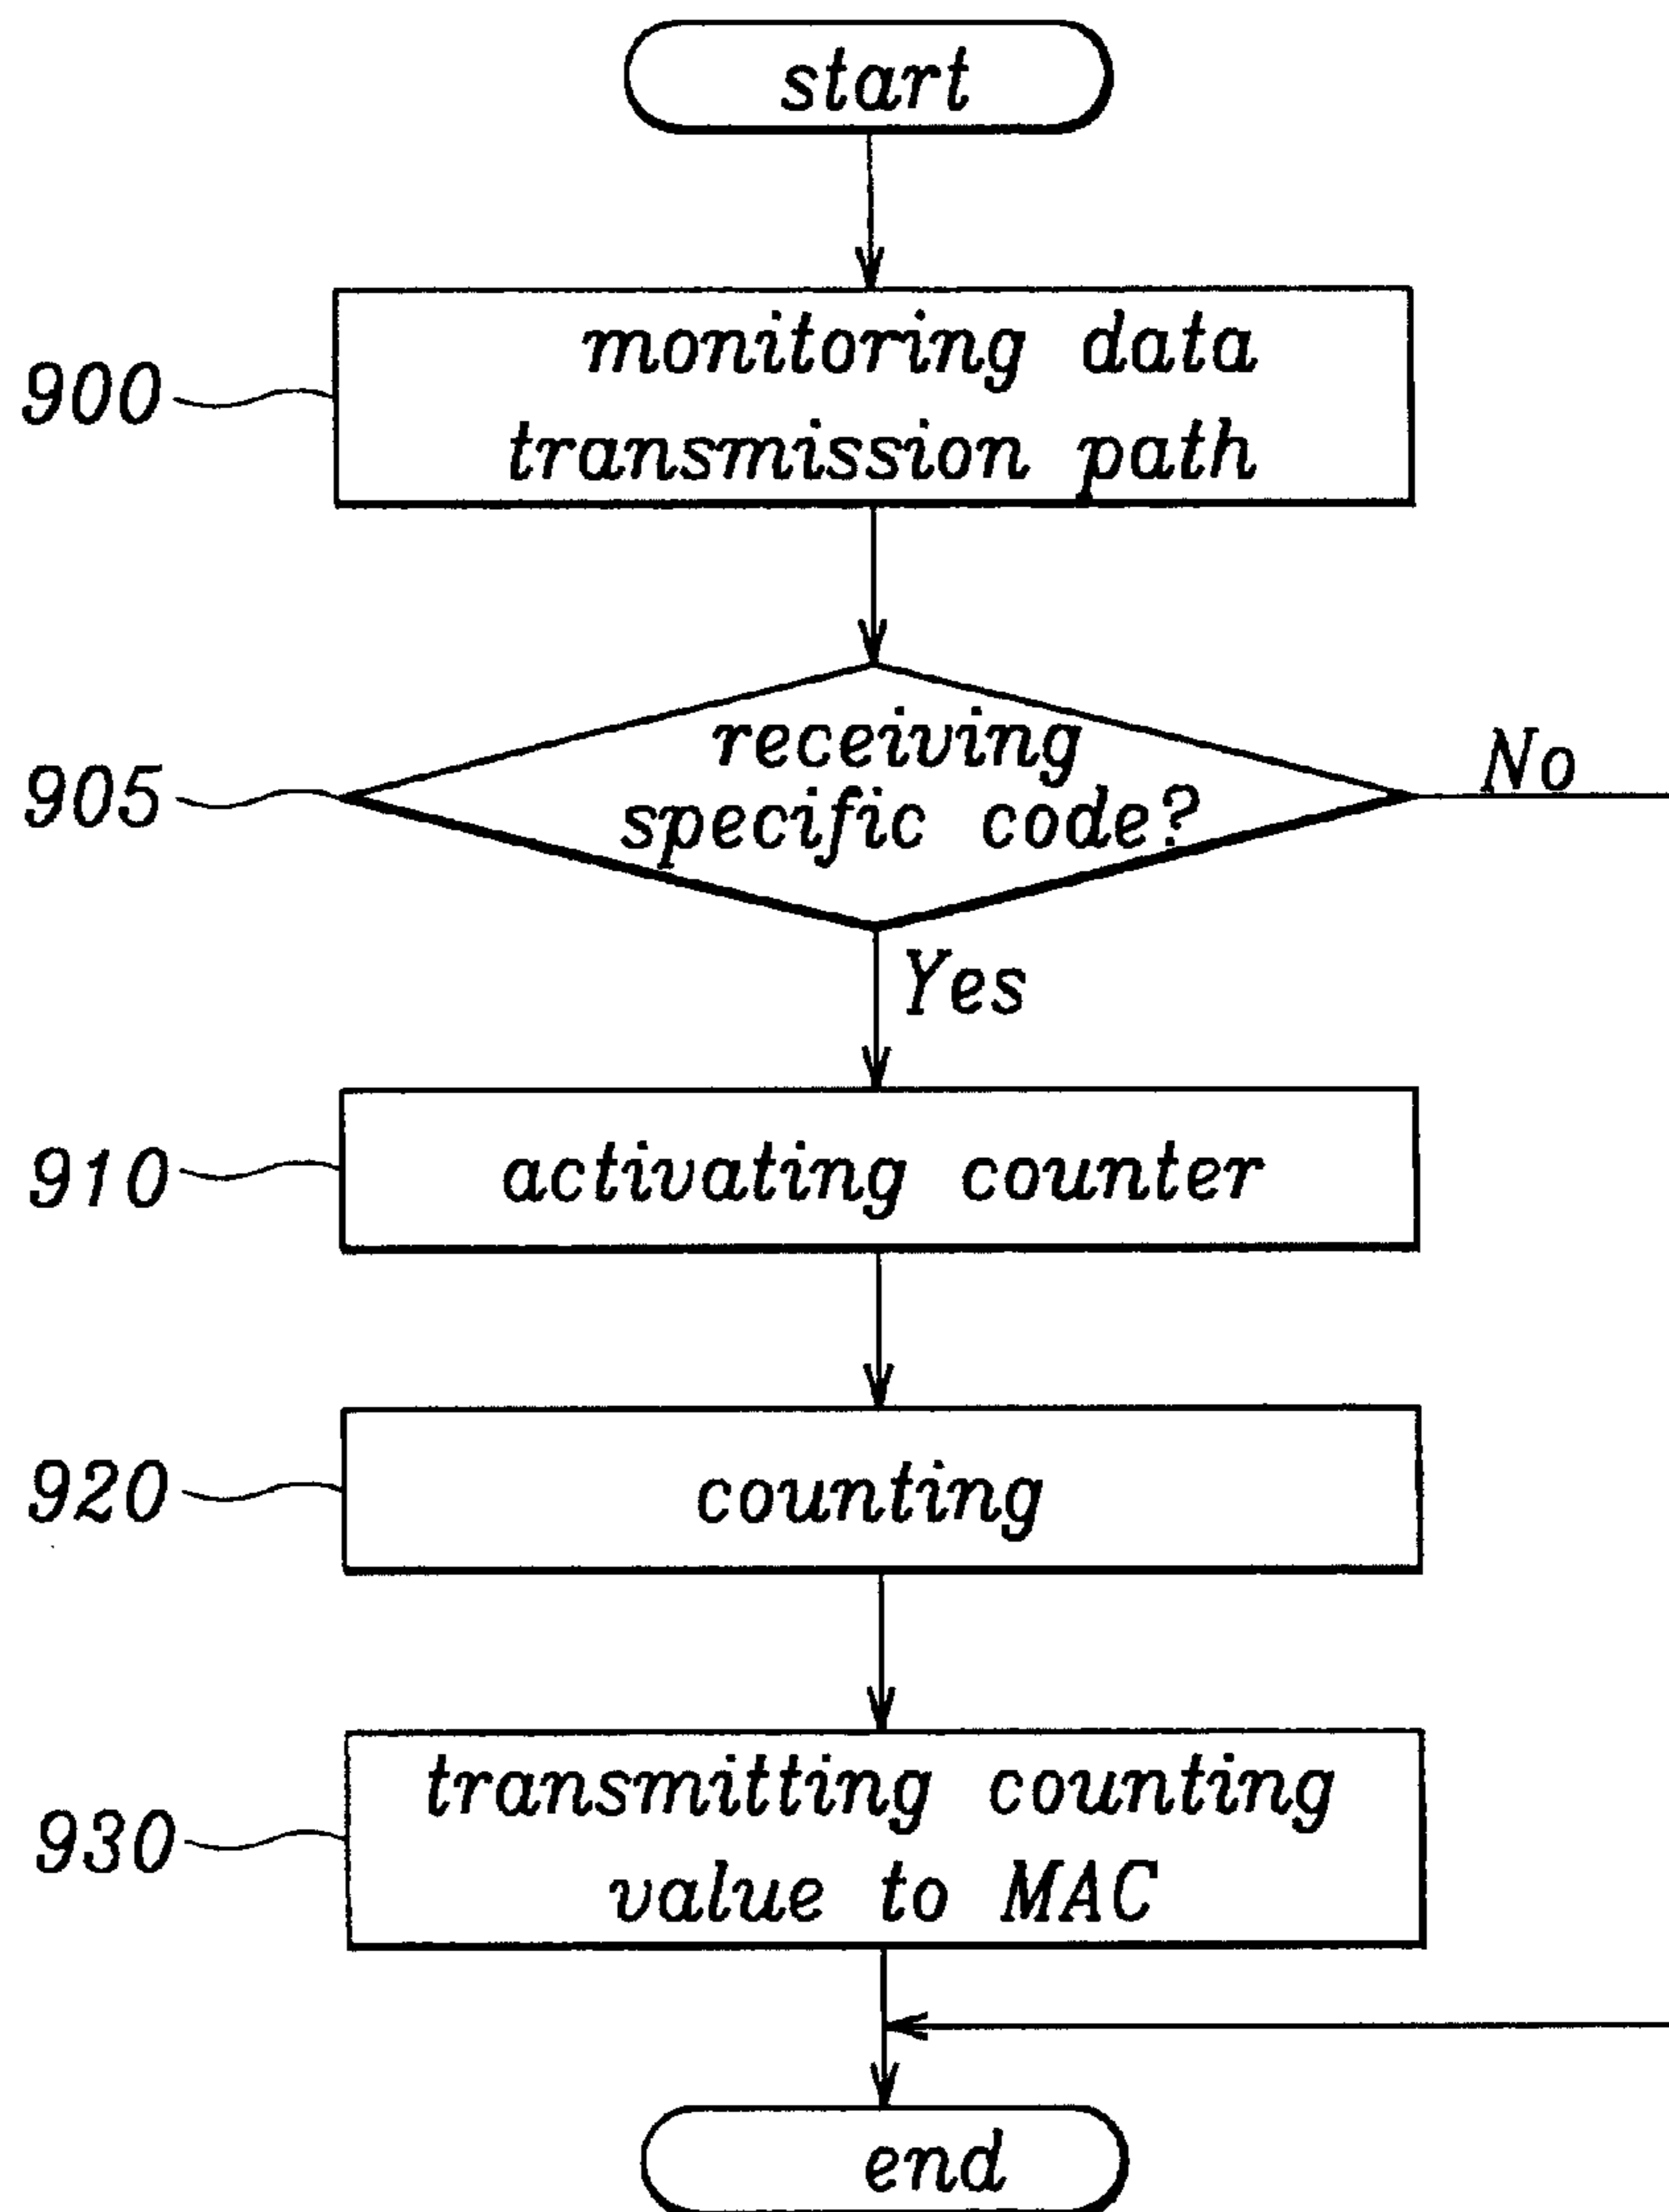 start
900
monitoring data
transmission path
905
receiving
specific code?
No
Yes
910
activating counter
920
counting
930
transmitting counting
value to MAC
end